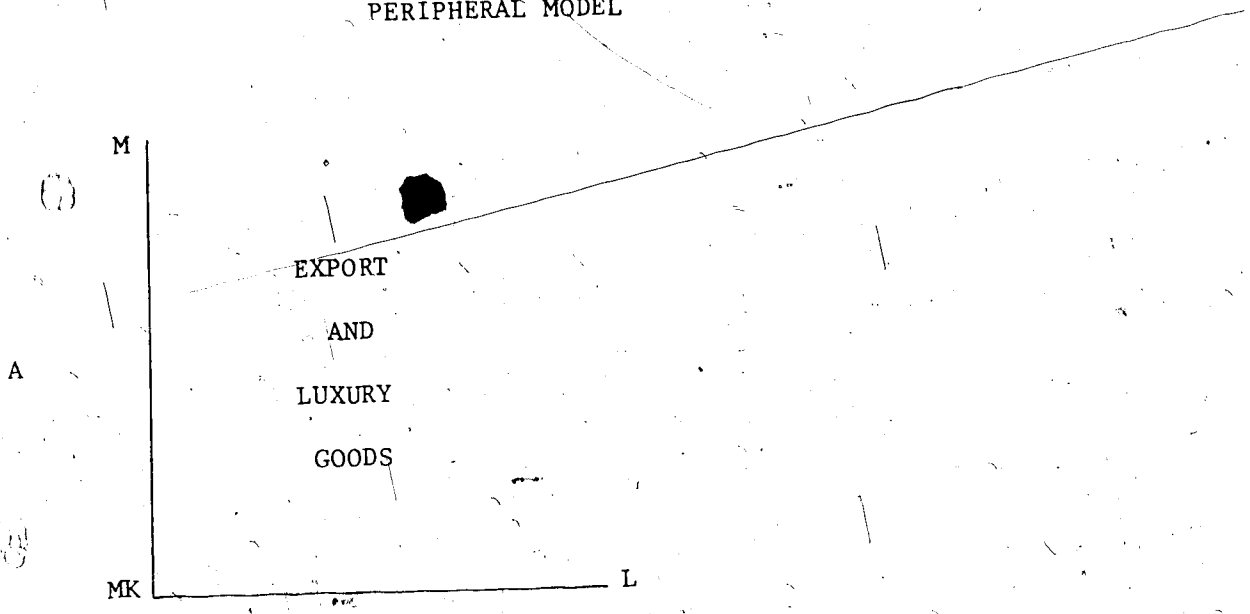 PERIPHERAL MODEL
M
EXPORT
AND
A
LUXURY
GOODS
MK
L